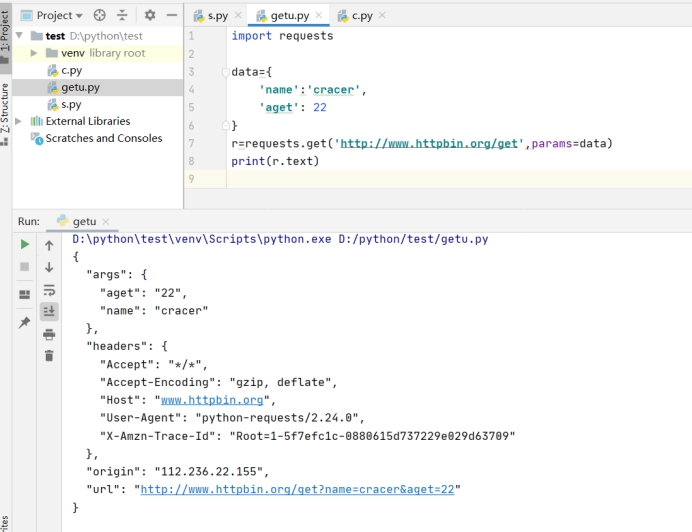 Project
s.py
getu.py
c.py
1: Project
test D:\python\test
venv library root
c.py
getu.py
s.py
External Libraries
Scratches and Consoles
Z: Structure
1 import requests
2
3 data={
4 'name':'cracer',
5 'aget': 22
6 }
7 r=requests.get('http://www.httpbin.org/get',params=data)
8 print(r.text)
9
Run: getu
D:\python\test\venv\Scripts\python.exe D:/python/test/getu.py
{
"args": {
"aget": "22",
"name": "cracer"
},
"headers": {
"Accept": "*/*",
"Accept-Encoding": "gzip, deflate",
"Host": "www.httpbin.org",
"User-Agent": "python-requests/2.24.0",
"X-Amzn-Trace-Id": "Root=1-5f7efc1c-0880615d737229e029d63709"
},
"origin": "112.236.22.155",
"url": "http://www.httpbin.org/get?name=cracer&aget=22"
}